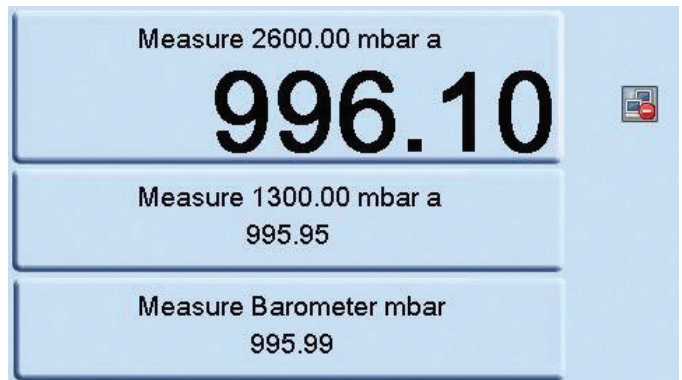 Measure 2600.00 mbar a
996.10
Measure 1300.00 mbar a
995.95
Measure Barometer mbar
995.99